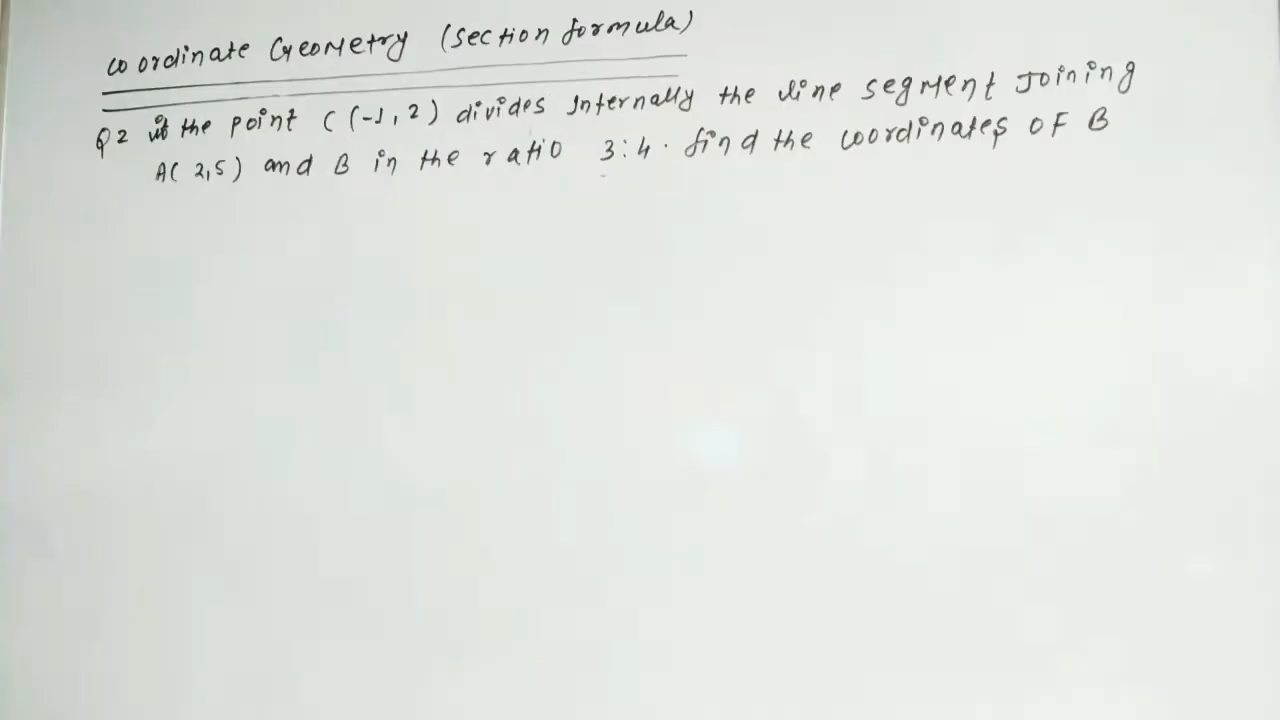 coordinate Geometry (section formula)
Q2 if the point C (-1, 2) divides Internally the line segment Joining
A( 2,5) and B in the ratio 3:4. find the coordinates OF B